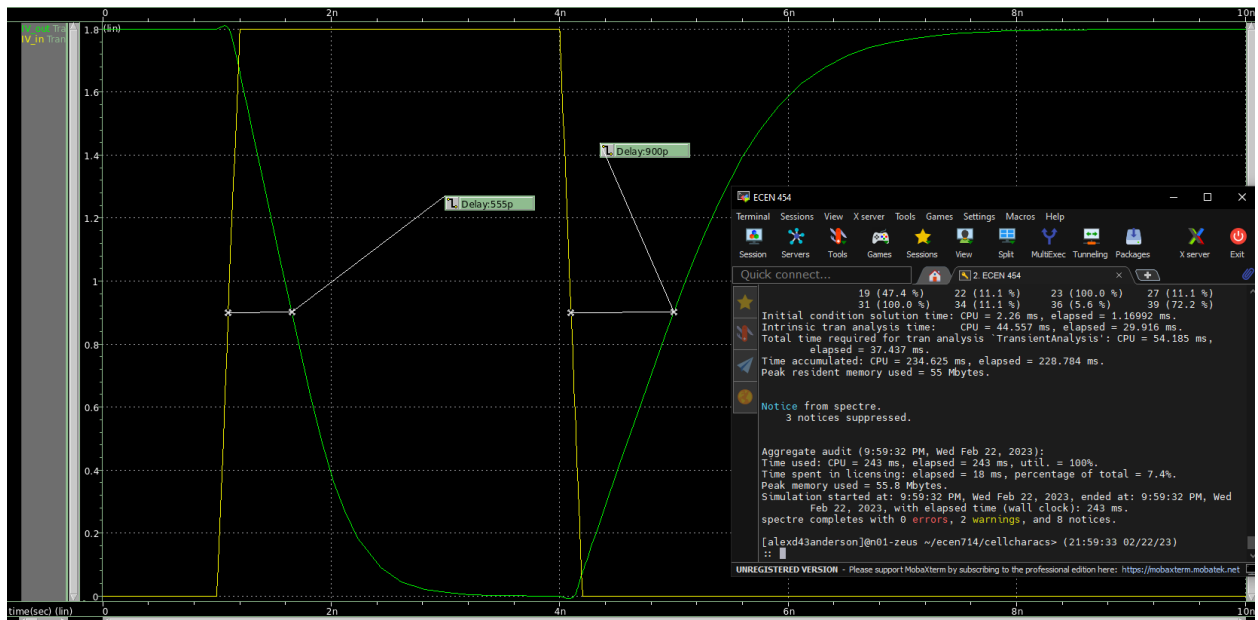 2n
4n
6n
8n
10n
IV_out Tra
IV_in Tran
(lin)
1.8
1.6
1.4
1.2
1
0.8
0.6
0.4
0.2
0
Delay:555p
Delay:900p
time(sec) (lin)
0
2n
4n
6n
8n
10n
ECEN 454
Terminal Sessions View X server Tools Games Settings Macros Help
Session Servers Tools Games Sessions View Split MultiExec Tunneling Packages X server Exit
Quick connect...
2. ECEN 454
19 (47.4 %) 22 (11.1 %) 23 (100.0 %) 27 (11.1 %)
31 (100.0 %) 34 (11.1 %) 36 (5.6 %) 39 (72.2 %)
Initial condition solution time: CPU = 2.26 ms, elapsed = 1.16992 ms.
Intrinsic tran analysis time: CPU = 44.557 ms, elapsed = 29.916 ms.
Total time required for tran analysis `TransientAnalysis': CPU = 54.185 ms,
elapsed = 37.437 ms.
Time accumulated: CPU = 234.625 ms, elapsed = 228.784 ms.
Peak resident memory used = 55 Mbytes.
Notice from spectre.
3 notices suppressed.
Aggregate audit (9:59:32 PM, Wed Feb 22, 2023):
Time used: CPU = 243 ms, elapsed = 243 ms, util. = 100%.
Time spent in licensing: elapsed = 18 ms, percentage of total = 7.4%.
Peak memory used = 55.8 Mbytes.
Simulation started at: 9:59:32 PM, Wed Feb 22, 2023, ended at: 9:59:32 PM, Wed
Feb 22, 2023, with elapsed time (wall clock): 243 ms.
spectre completes with 0 errors, 2 warnings, and 8 notices.
[alexd43anderson]@n01-zeus ~/ecen714/cellcharacs> (21:59:33 02/22/23)
::
UNREGISTERED VERSION - Please support MobaXterm by subscribing to the professional edition here: https://mobaxterm.mobatek.net